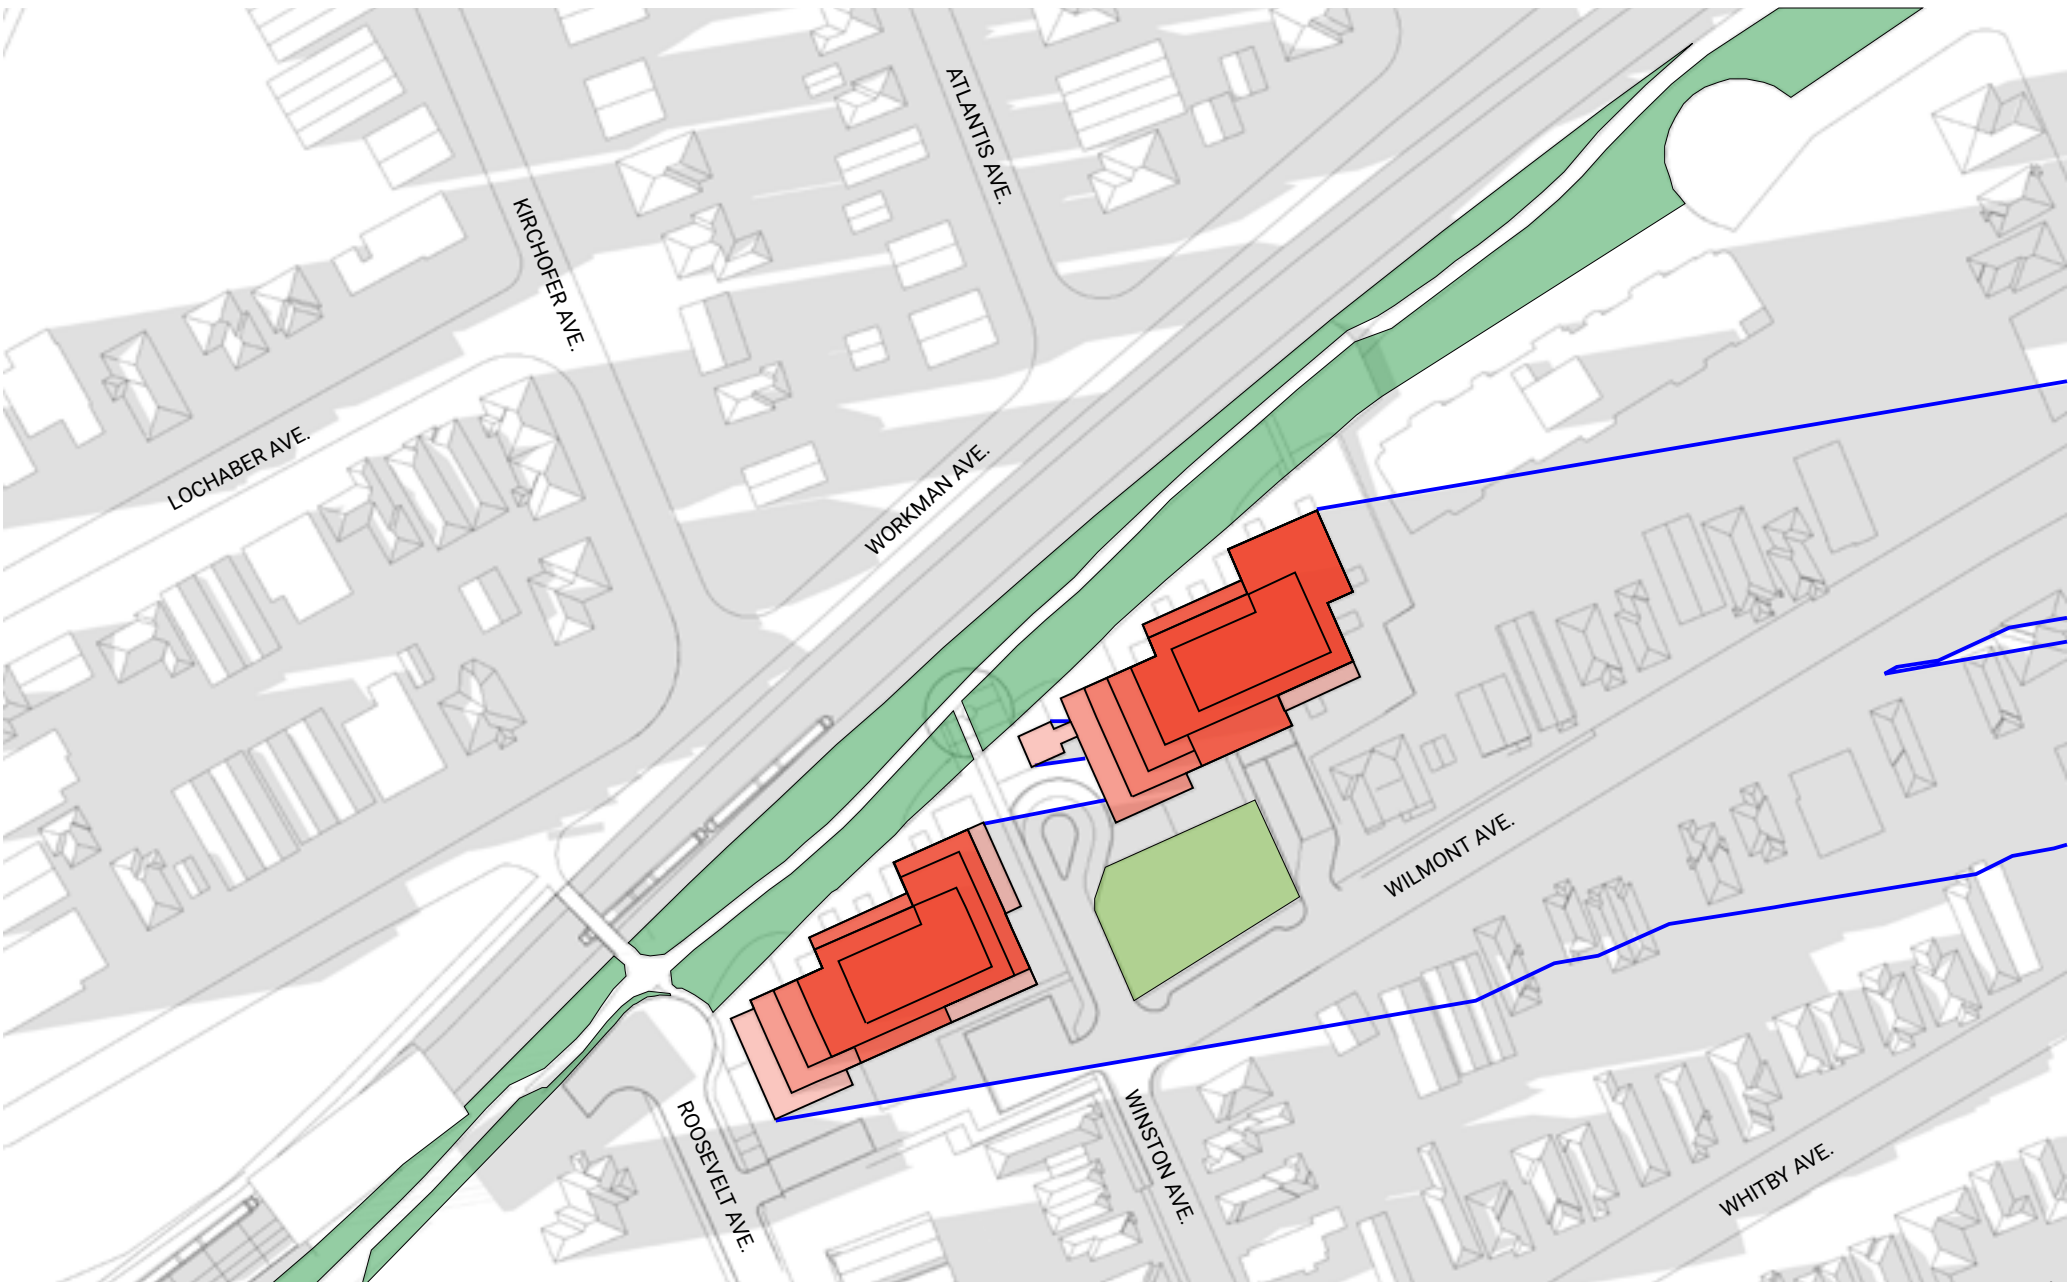 ATLANTIS AVE.
KIRCHOFER AVE.
LOCHABER AVE.
WORKMAN AVE.
WILMONT AVE.
ROOSEVELT AVE.
WINSTON AVE.
WHITBY AVE.